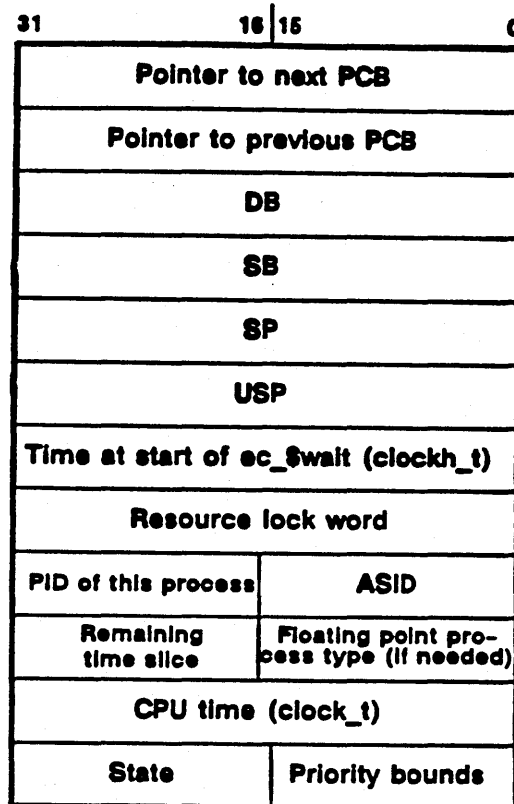 31 16 15 0
Pointer to next PCB
Pointer to previous PCB
DB
SB
SP
USP
Time at start of ec_$wait (clockh_t)
Resource lock word
PID of this process ASID
Remaining Floating point pro-
time slice cess type (if needed)
CPU time (clock_t)
State Priority bounds